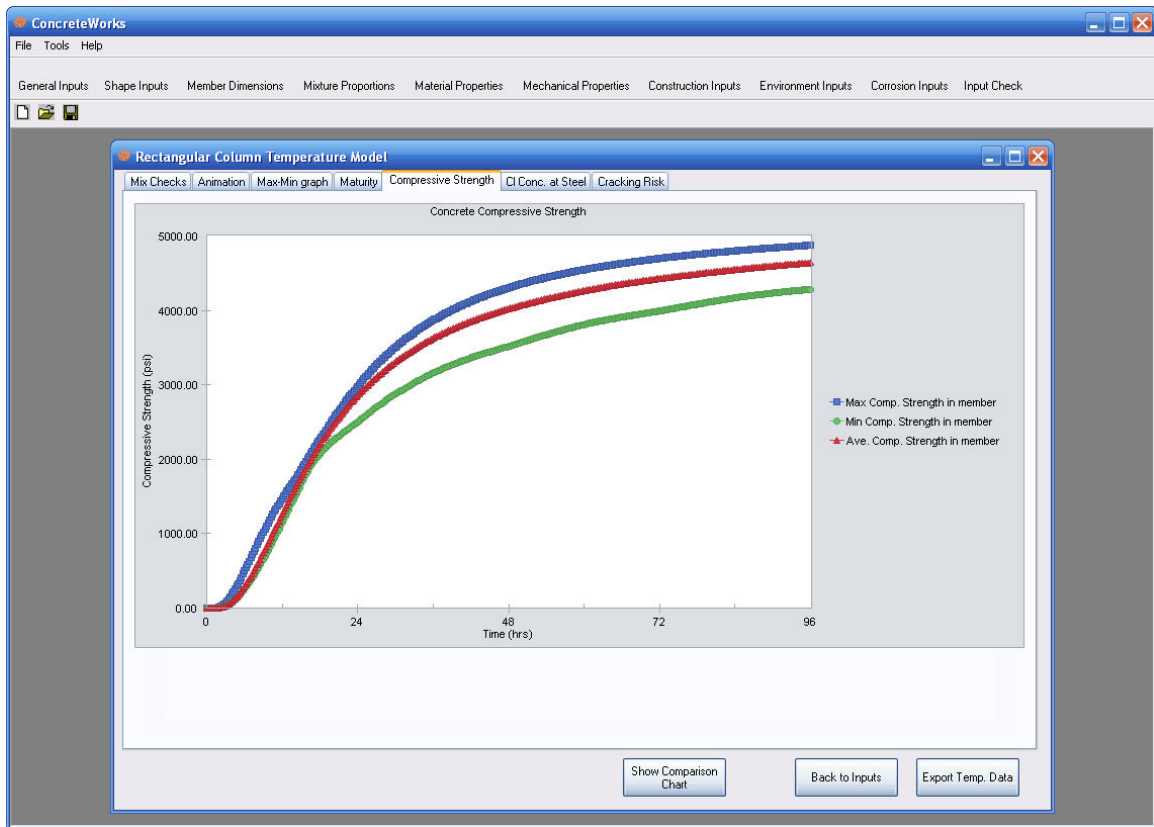 ConcreteWorks
File Tools Help
General Inputs Shape Inputs Member Dimensions Mixture Proportions Material Properties Mechanical Properties Construction Inputs Environment Inputs Corrosion Inputs Input Check
Rectangular Column Temperature Model
Mix Checks Animation Max-Min graph Maturity Compressive Strength Cl Conc. at Steel Cracking Risk
Concrete Compressive Strength
5000.00
4000.00
3000.00
2000.00
1000.00
0.00
Compressive Strength (psi)
0 24 48 72 96
Time (hrs)
Max Comp. Strength in member
Min Comp. Strength in member
Ave. Comp. Strength in member
Show Comparison
Chart
Back to Inputs
Export Temp. Data